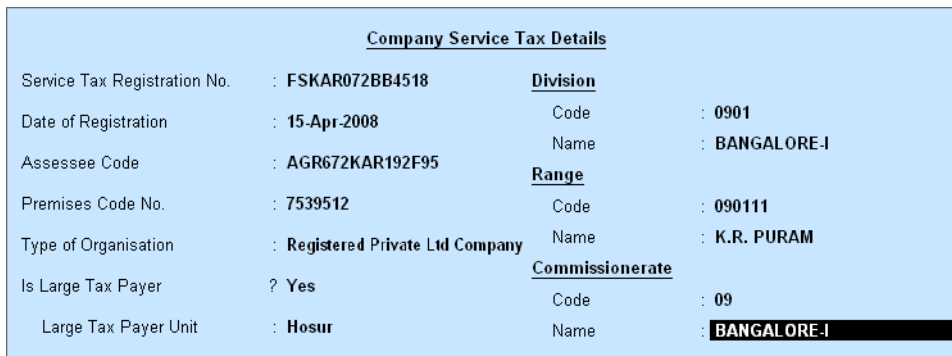 Company Service Tax Details
Service Tax Registration No. : FSKAR072BB4518
Date of Registration : 15-Apr-2008
Assessee Code : AGR672KAR192F95
Premises Code No. : 7539512
Type of Organisation : Registered Private Ltd Company
Is Large Tax Payer ? Yes
Large Tax Payer Unit : Hosur
Division
Code : 0901
Name : BANGALORE-I
Range
Code : 090111
Name : K.R. PURAM
Commissionerate
Code : 09
Name : BANGALORE-I